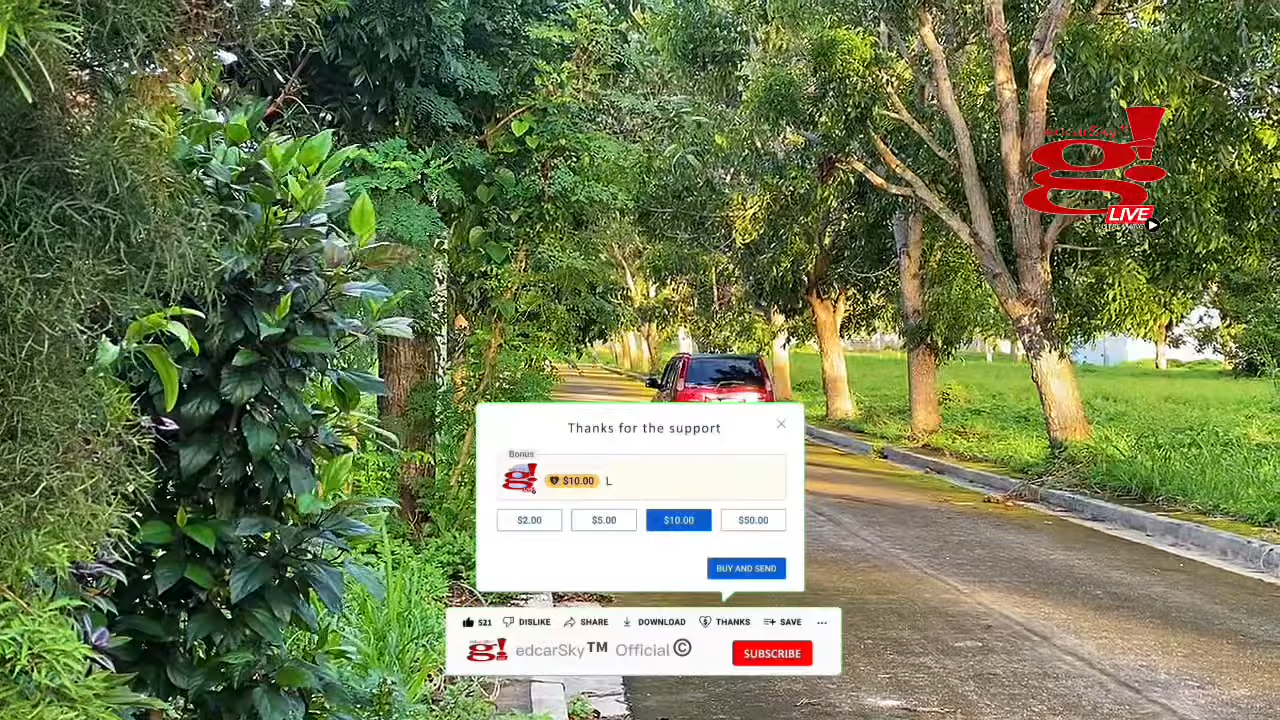 edcarSky™
g!
LIVE
Thanks for the support
Bonus
g!
$10.00 L
$2.00 $5.00 $10.00 $50.00
BUY AND SEND
521 DISLIKE SHARE DOWNLOAD THANKS SAVE ...
g! edcarSky™ Official©
SUBSCRIBE